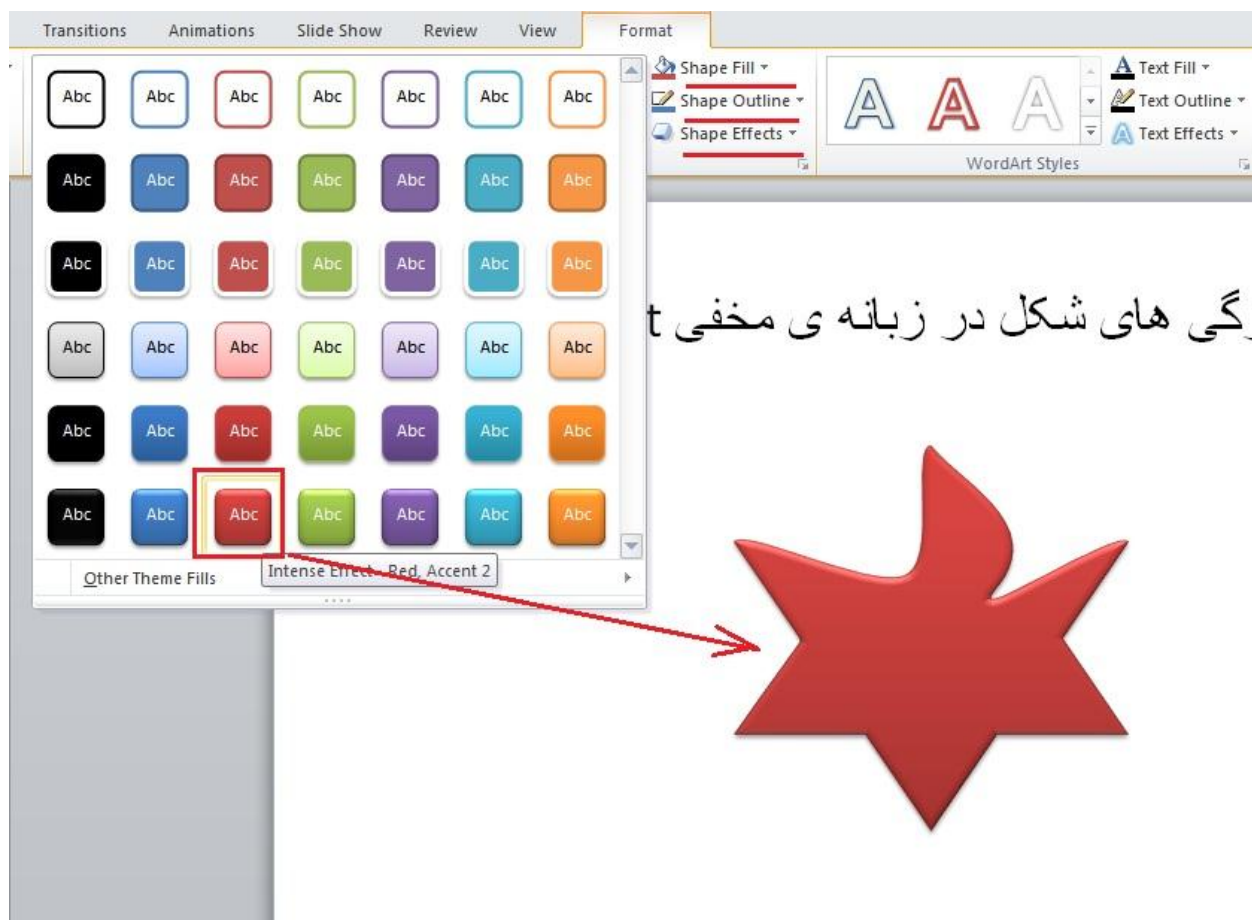 Transitions Animations Slide Show Review View Format
Abc Abc Abc Abc Abc Abc Abc
Abc Abc Abc Abc Abc Abc Abc
Abc Abc Abc Abc Abc Abc Abc
Abc Abc Abc Abc Abc Abc Abc
Abc Abc Abc Abc Abc Abc Abc
Abc Abc Abc Abc Abc Abc Abc
Other Theme Fills
Intense Effect - Red, Accent 2
Shape Fill
Shape Outline
Shape Effects
A A A
WordArt Styles
Text Fill
Text Outline
Text Effects
های شکل در زبانه ی مخفی